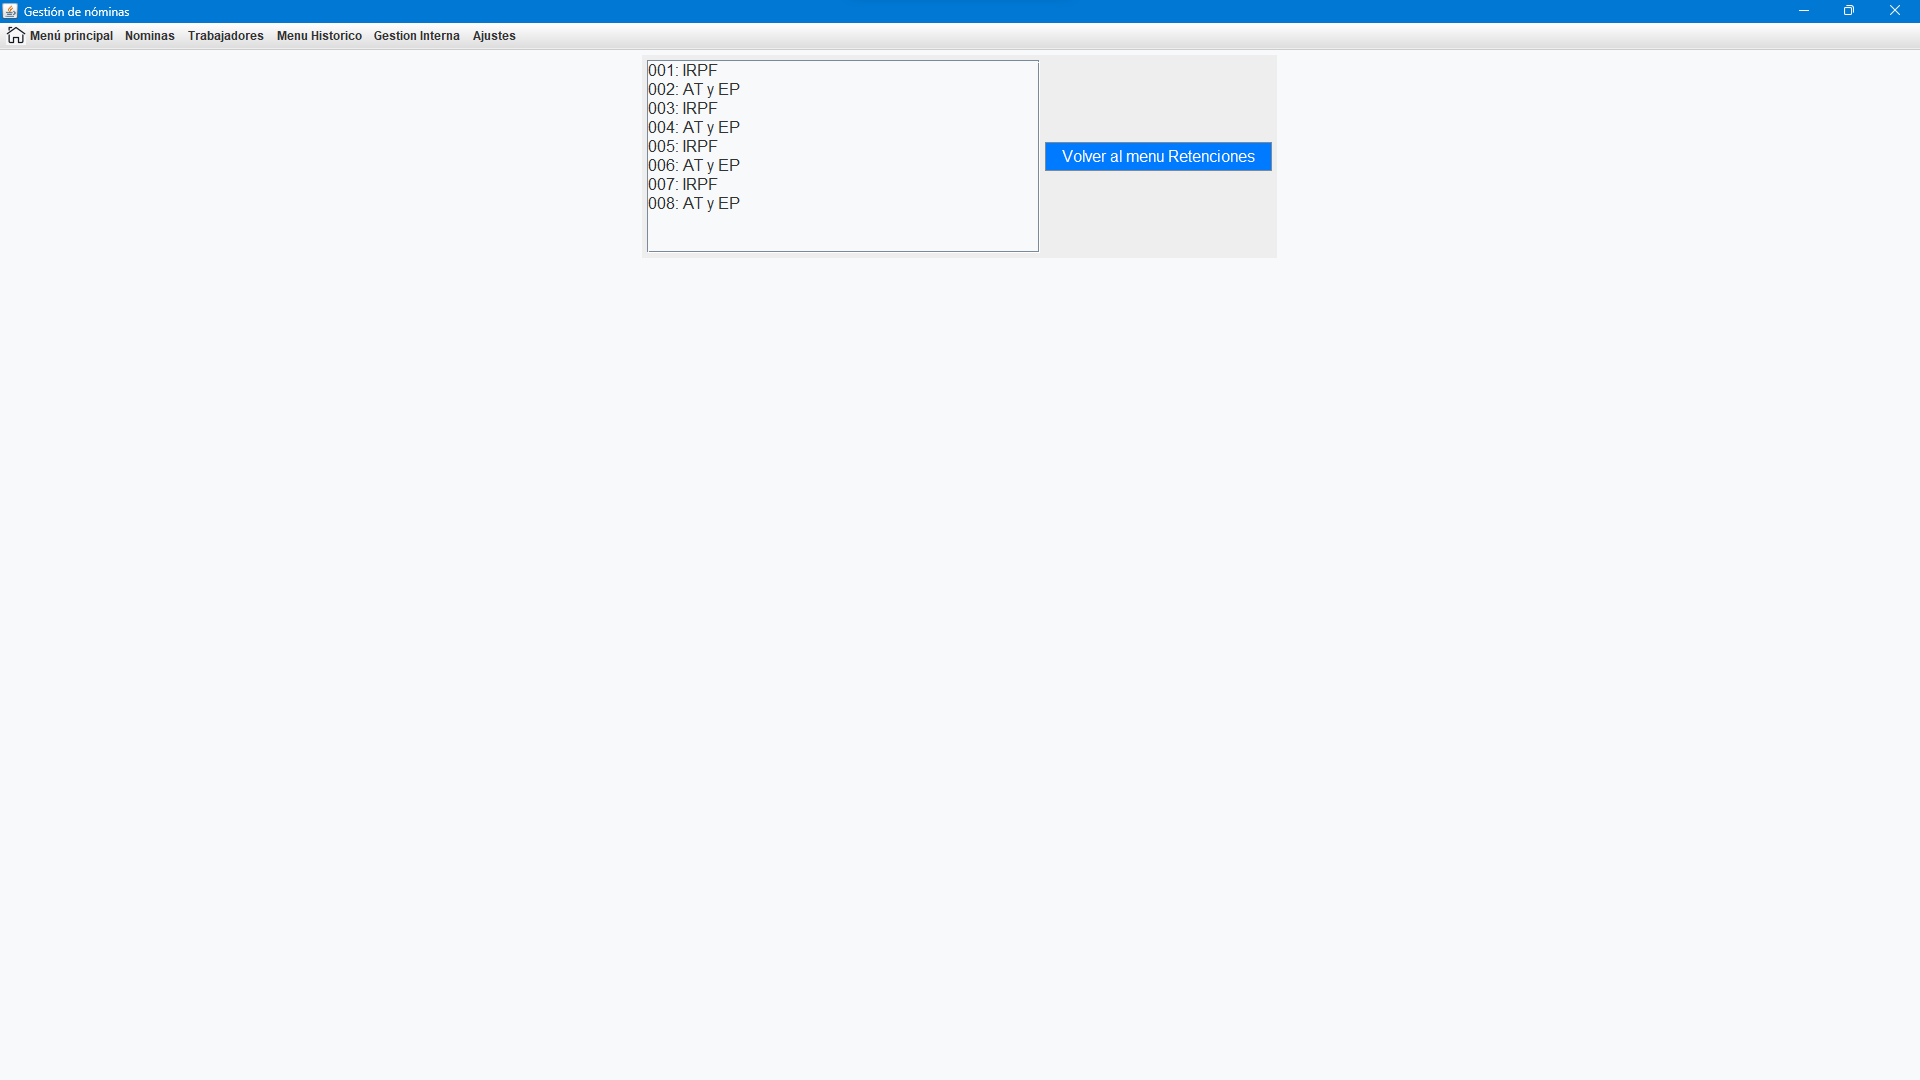 Gestión de nóminas
Menú principal Nominas Trabajadores Menu Historico Gestion Interna Ajustes
001: IRPF
002: AT y EP
003: IRPF
004: AT y EP
005: IRPF
006: AT y EP
007: IRPF
008: AT y EP
Volver al menu Retenciones